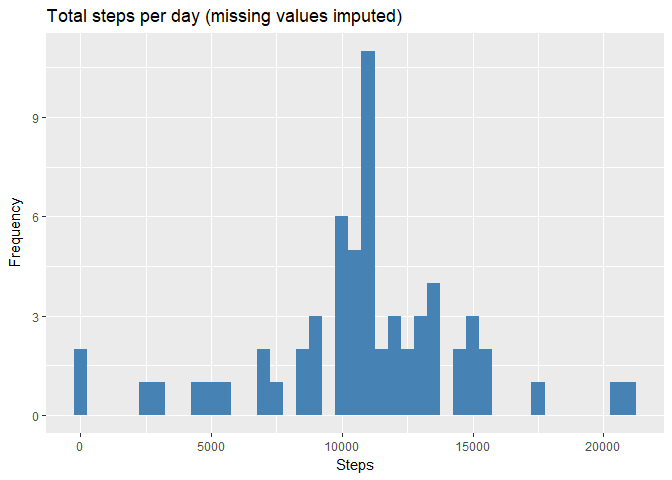 Total steps per day (missing values imputed)
9
6
3
0
Frequency
0 5000 10000 15000 20000
Steps